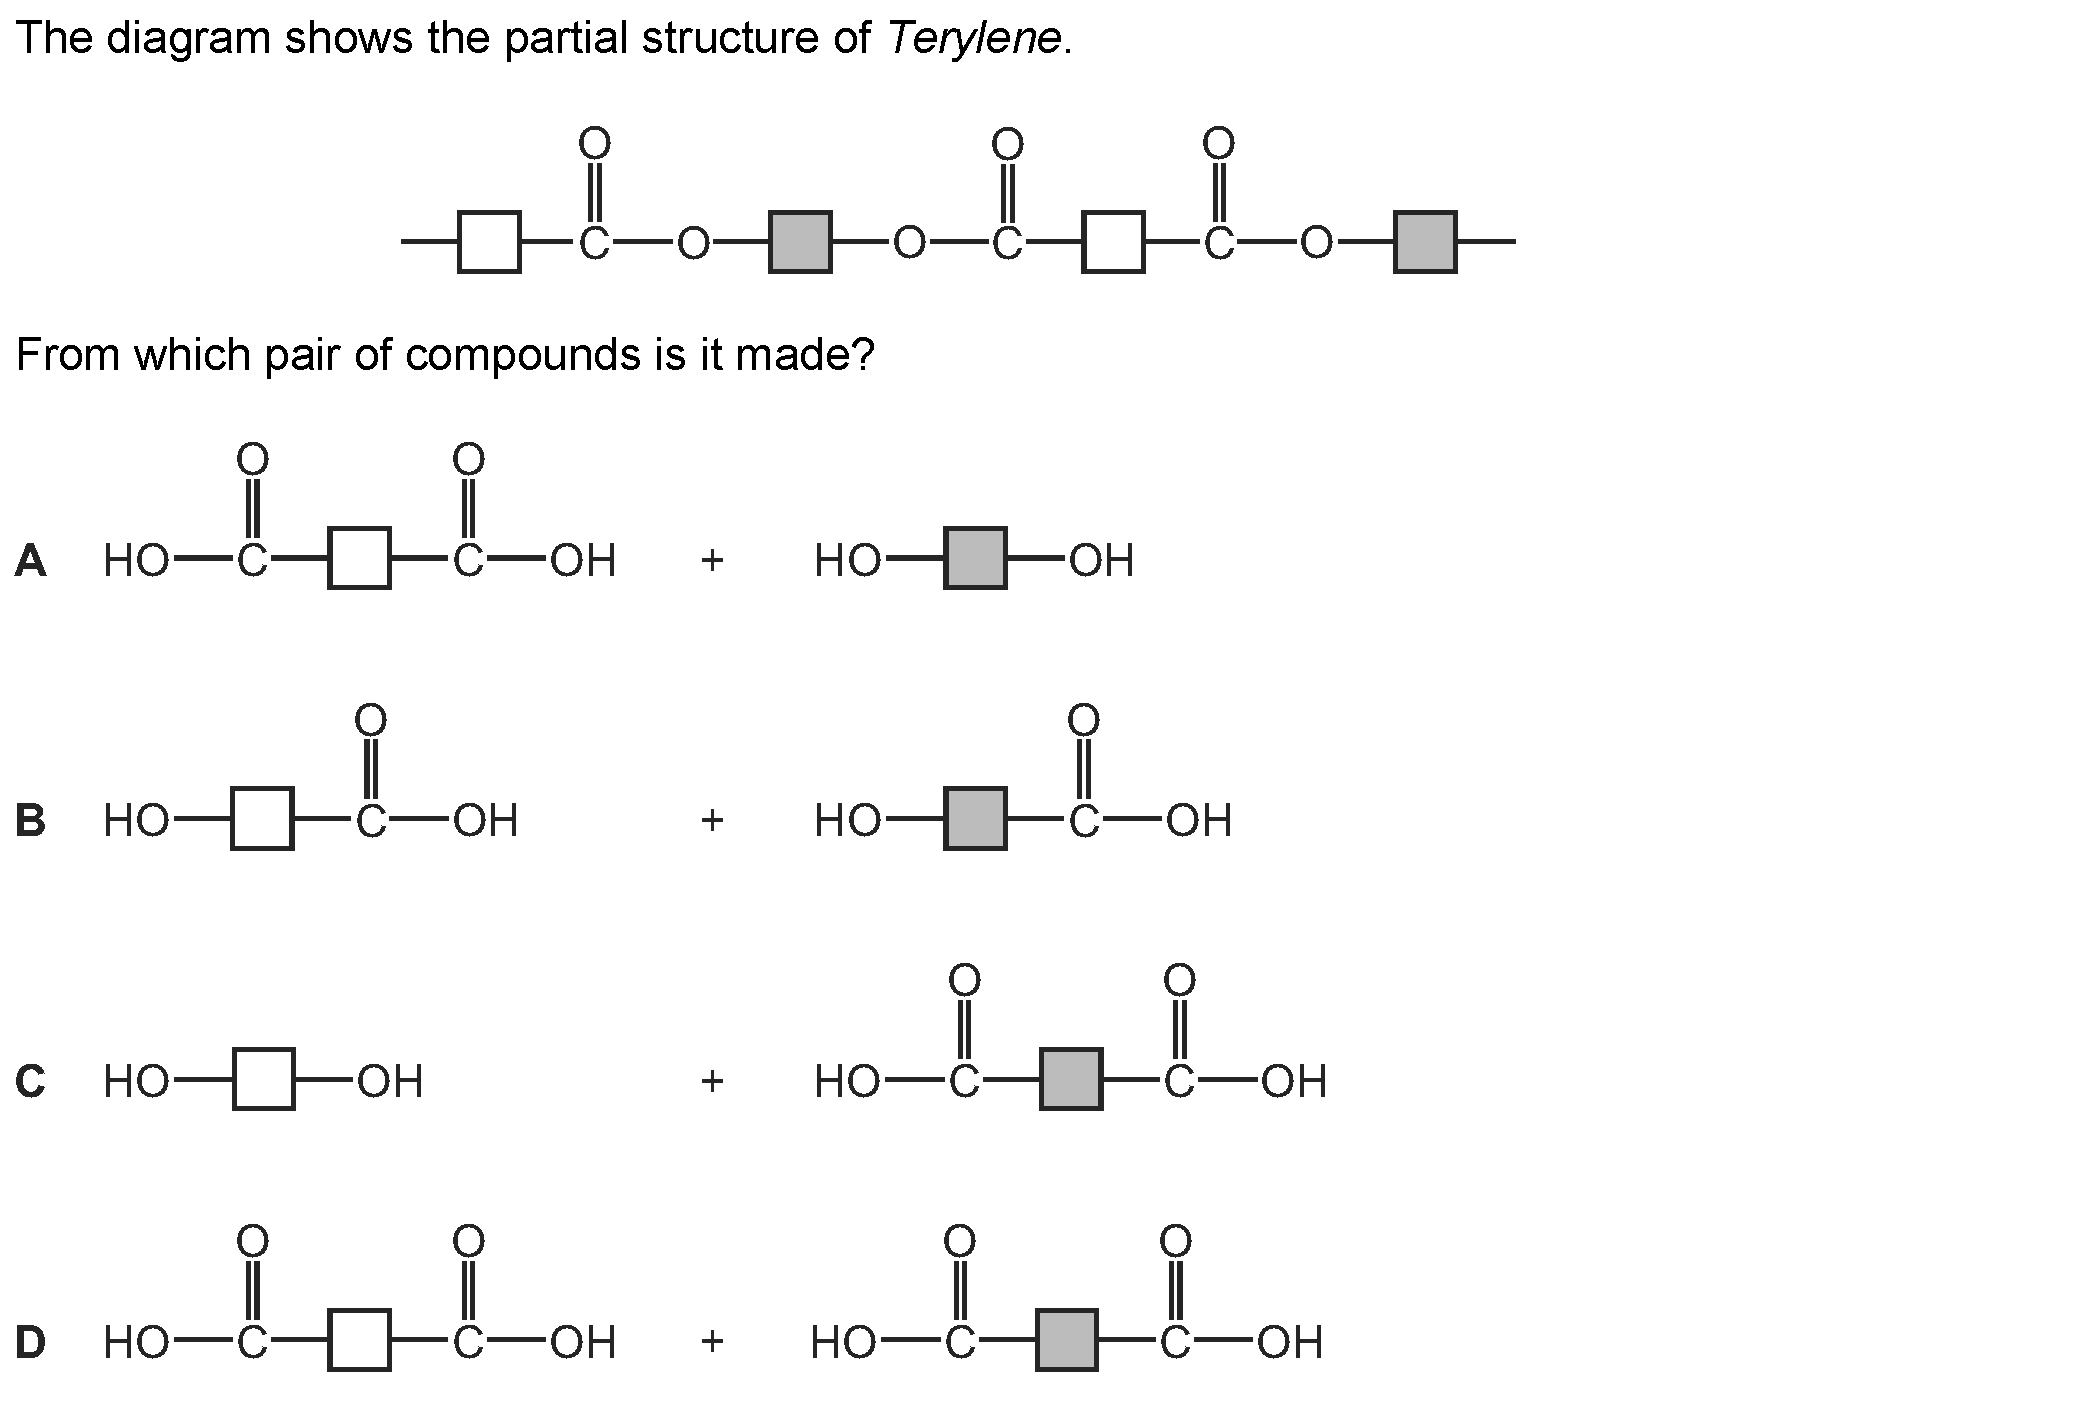 The diagram shows the partial structure of Terylene.
O O O
C O O C C O
From which pair of compounds is it made?
O O
A HO C C OH + HO OH
O O
B HO C OH + HO C OH
O O
C HO OH + HO C C OH
O O O O
D HO C C OH + HO C C OH